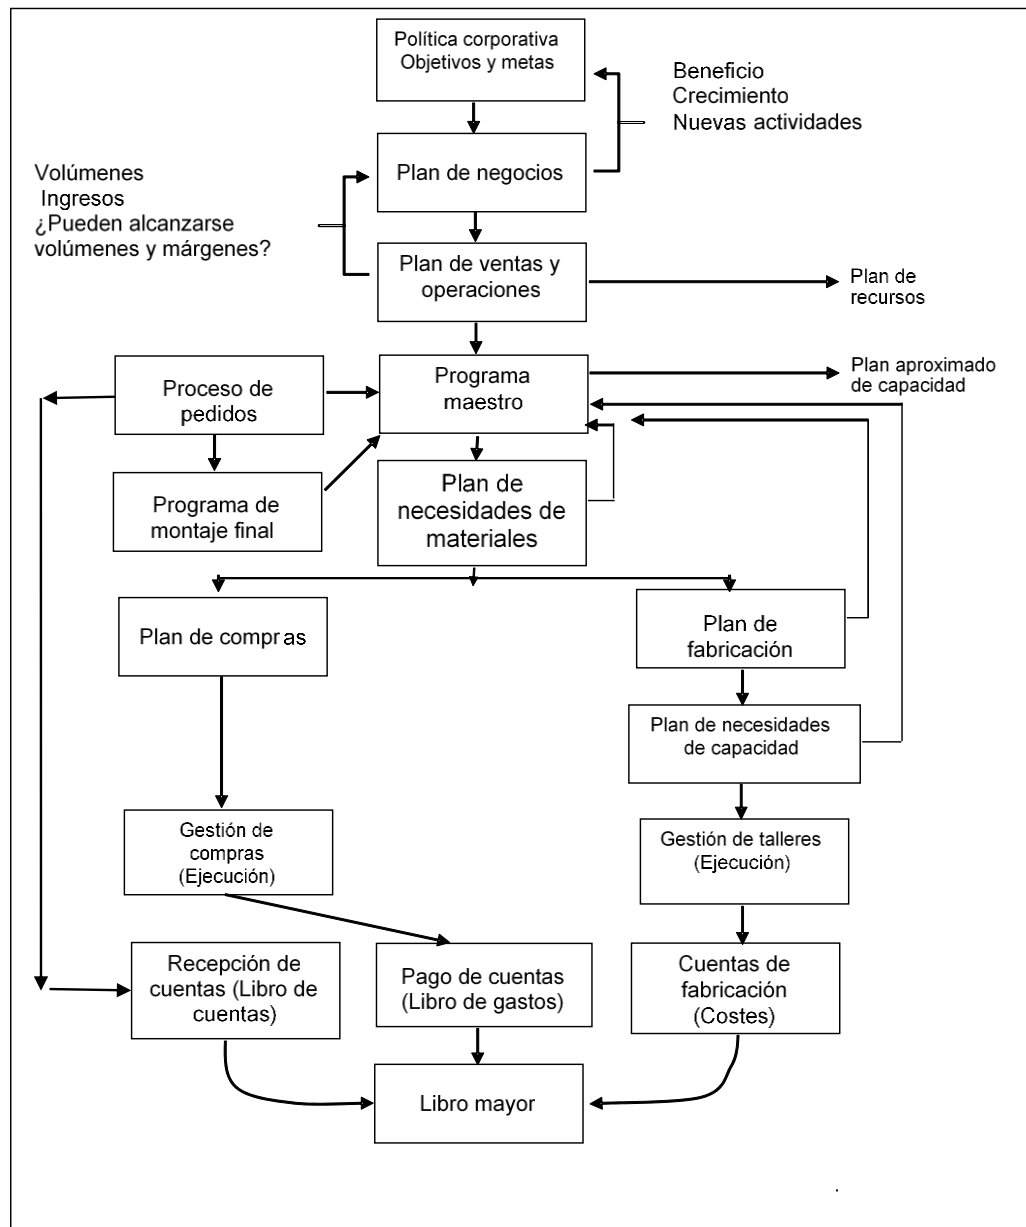 Política corporativa
Objetivos y metas
Beneficio
Crecimiento
Nuevas actividades
Plan de negocios
Volúmenes
Ingresos
¿Pueden alcanzarse
volúmenes y márgenes?
Plan de ventas y
operaciones
Plan de
recursos
Proceso de
pedidos
Programa
maestro
Plan aproximado
de capacidad
Programa de
montaje final
Plan de
necesidades de
materiales
Plan de compras
Plan de
fabricación
Plan de necesidades
de capacidad
Gestión de
compras
(Ejecución)
Gestión de talleres
(Ejecución)
Recepción de
cuentas (Libro de
cuentas)
Pago de cuentas
(Libro de gastos)
Cuentas de
fabricación
(Costes)
Libro mayor